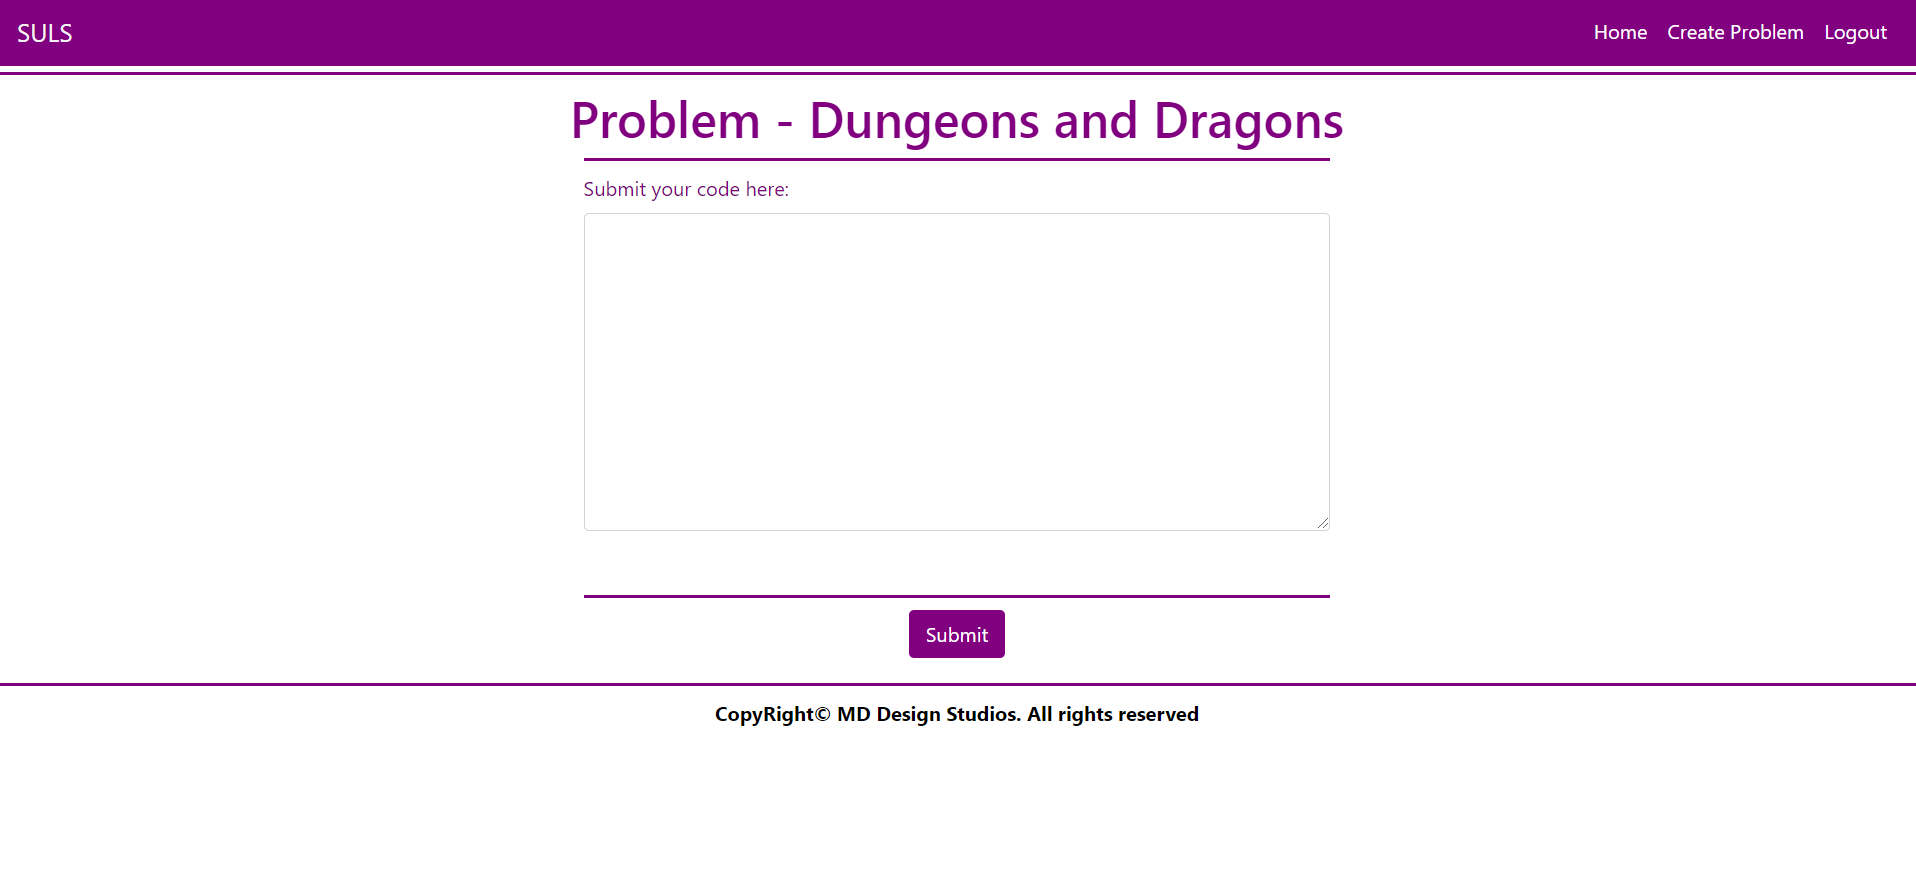 SULS Home Create Problem Logout
Problem - Dungeons and Dragons
Submit your code here:
Submit
CopyRight© MD Design Studios. All rights reserved